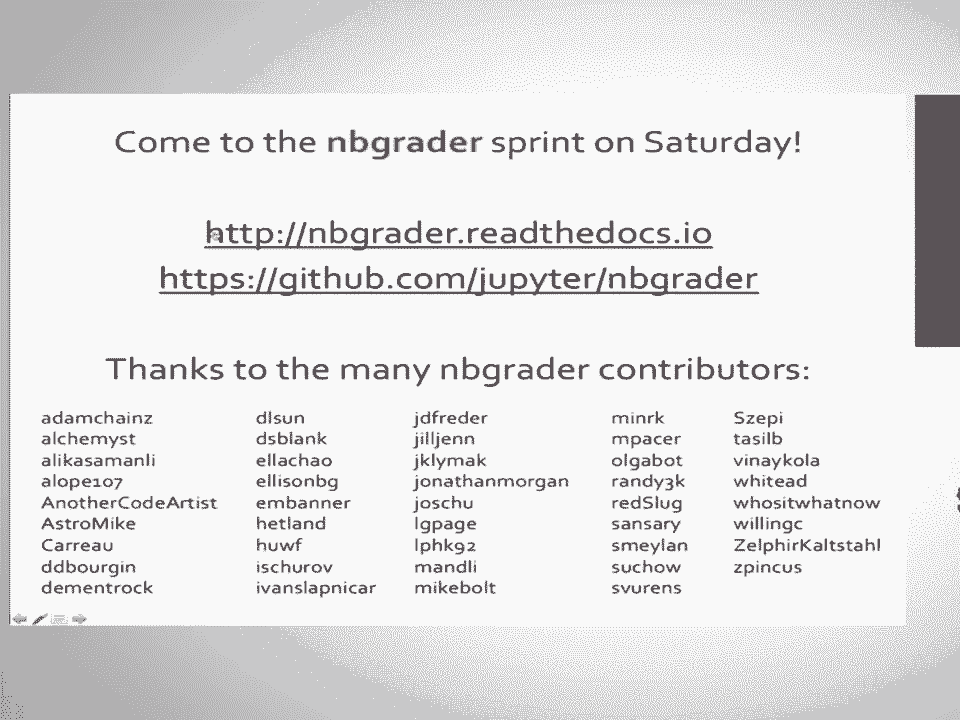 Come to the nbgrader sprint on Saturday!
http://nbgrader.readthedocs.io
https://github.com/jupyter/nbgrader
Thanks to the many nbgrader contributors:
adamchainz
alchemyst
alikasamanli
alope107
AnotherCodeArtist
AstroMike
Carreau
ddbourgin
dementrock
dlsun
dsblank
ellachao
ellisonbg
embanner
hetland
huwf
ischurov
ivanslapnicar
jdfreder
jilljenn
jklymak
jonathanmorgan
joschu
lgpage
lphk92
mandli
mikebolt
minrk
mpacer
olgabot
randy3k
redSlug
sansary
smeylan
suchow
svurens
Szepi
tasilb
vinaykola
whitead
whositwhatnow
willingc
ZelphirKaltstahl
zpincus